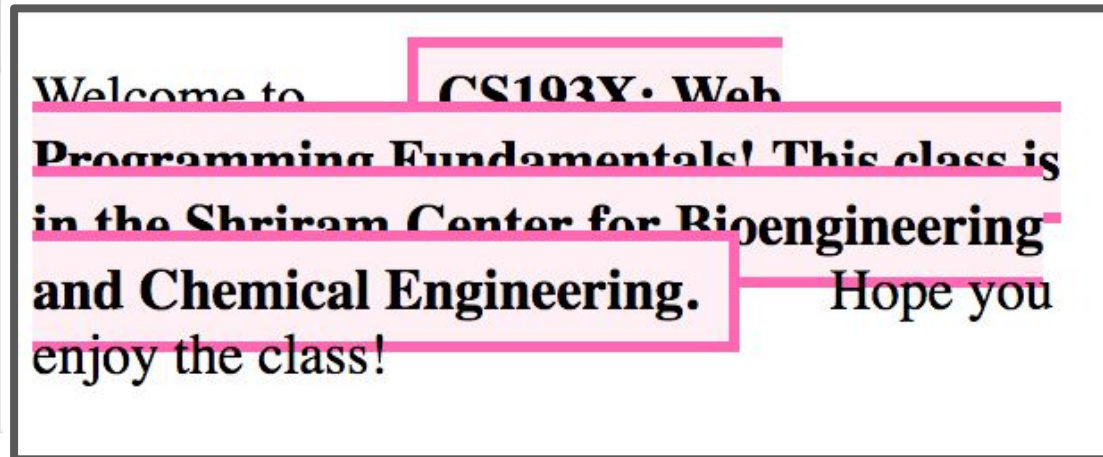 Welcome to CS193X: Web
Programming Fundamentals! This class is
in the Shriram Center for Bioengineering
and Chemical Engineering. Hope you
enjoy the class!